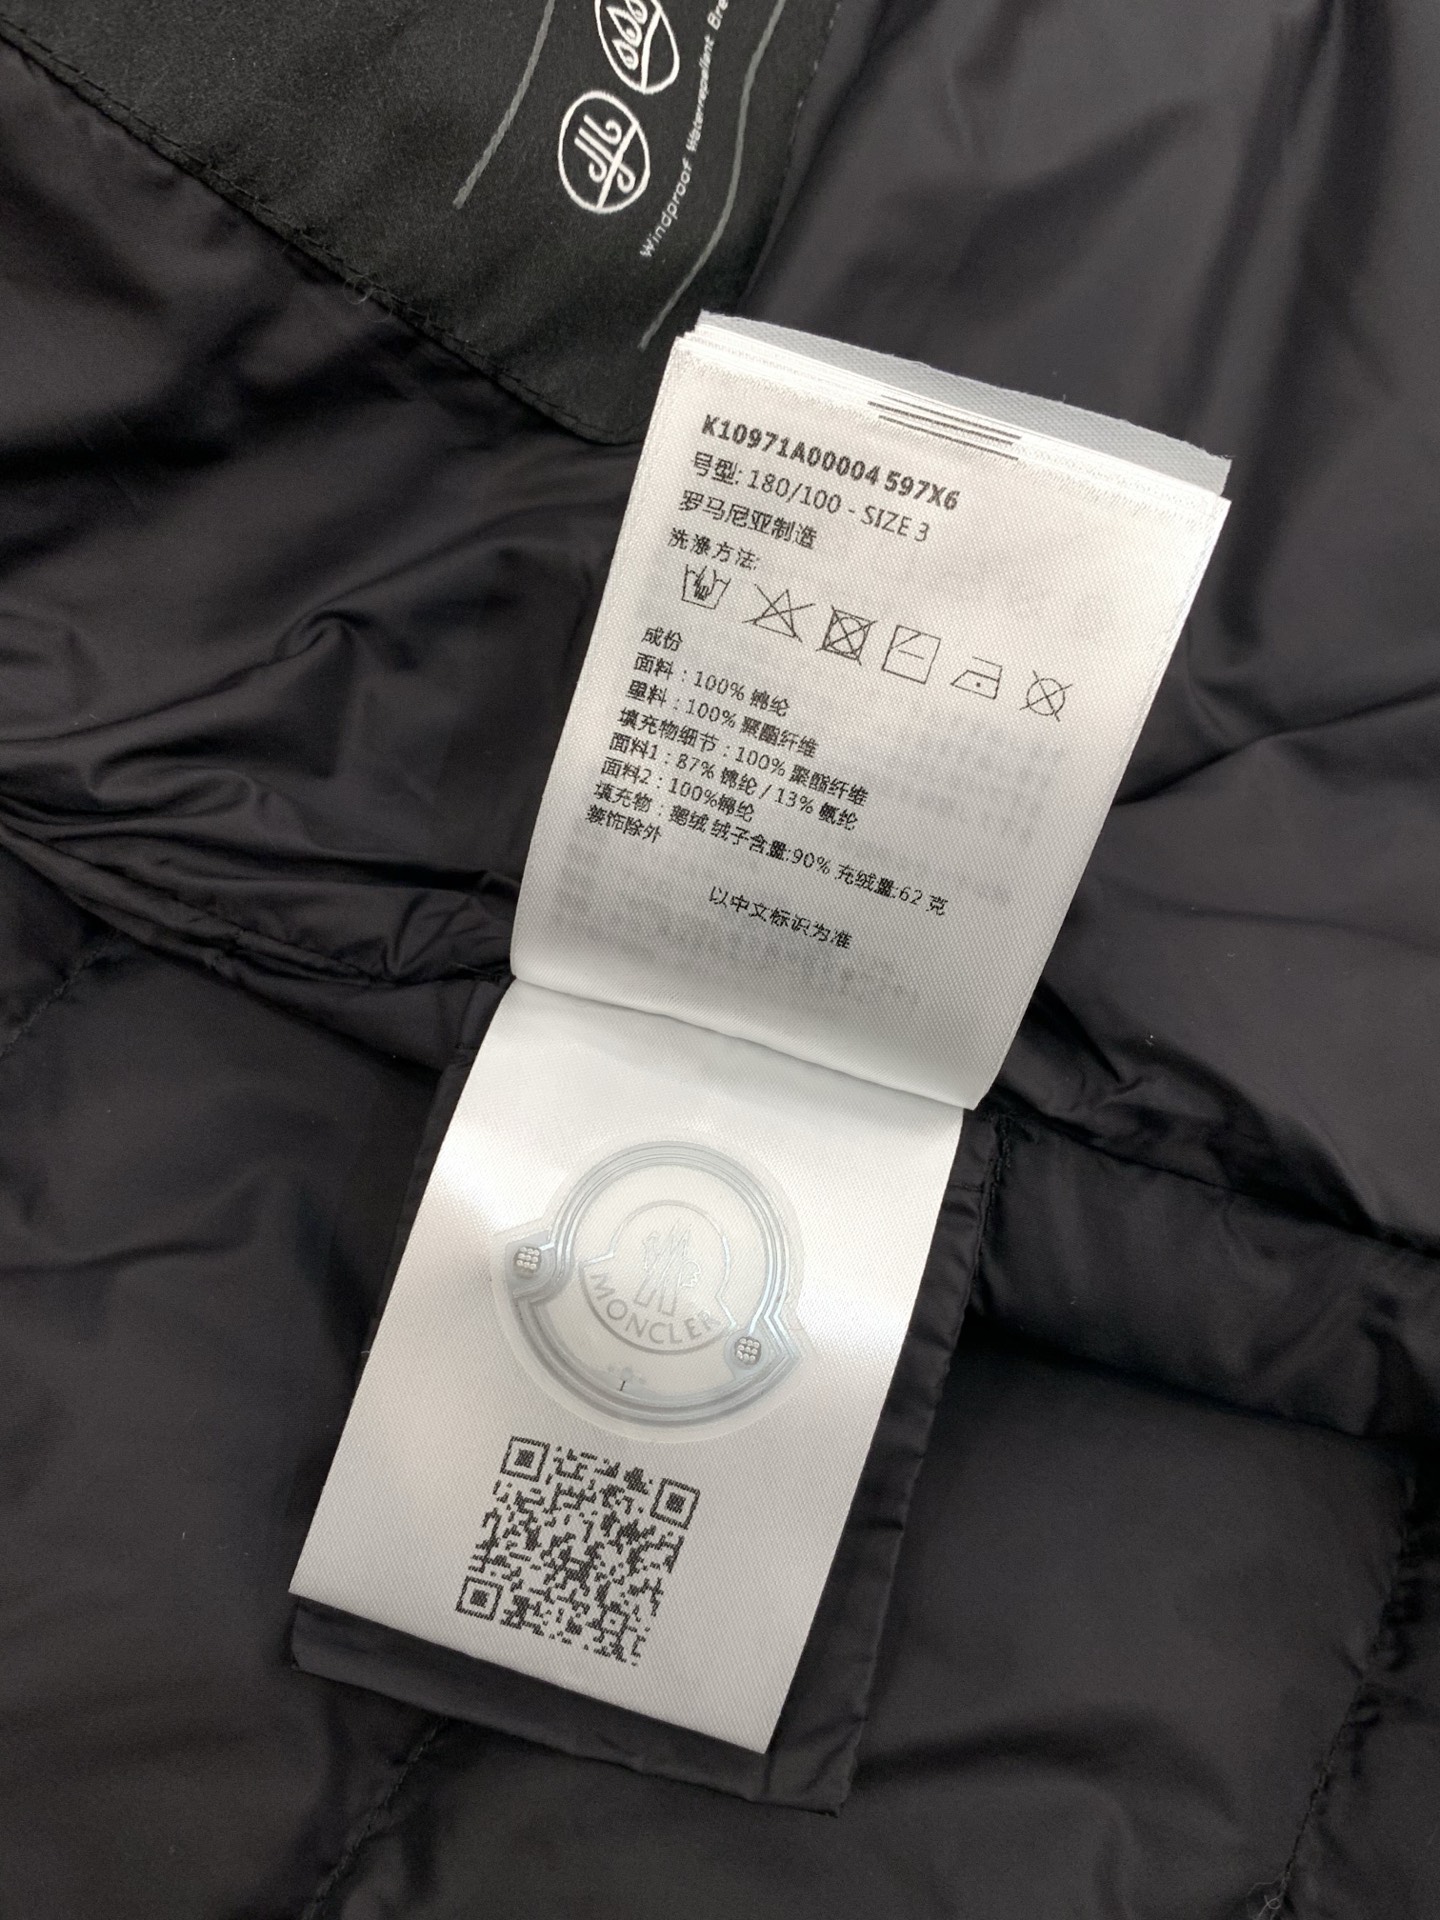 Windproof Waterrepellent Bre
K10971A00004 597X6
号型: 180/100 - SIZE 3
罗马尼亚制造
洗涤方法:
成份
面料 : 100% 锦纶
里料 : 100% 聚酯纤维
填充物细节 : 100% 聚酯纤维
面料1 : 87% 锦纶 / 13% 氨纶
面料2 : 100%锦纶
填充物 : 鹅绒 绒子含量:90% 充绒量:62 克
装饰除外
以中文标识为准
MONCLER